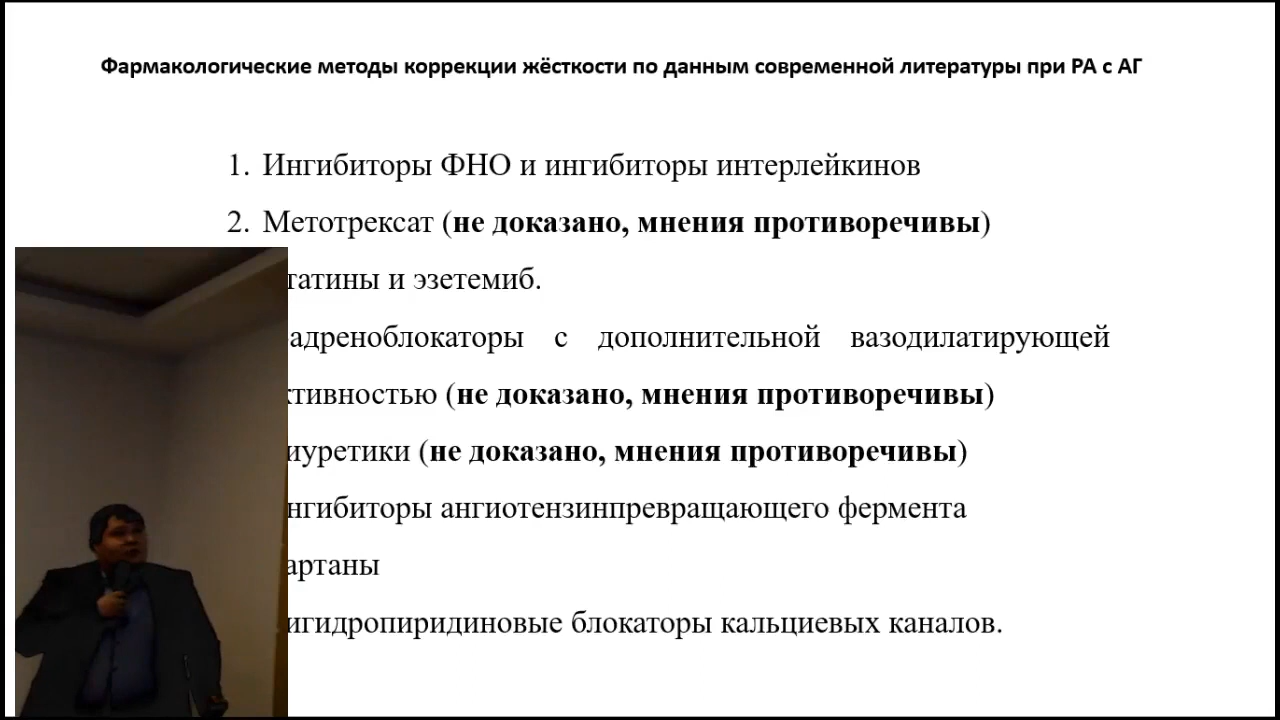 Фармакологические методы коррекции жёсткости по данным современной литературы при РА с АГ
1. Ингибиторы ФНО и ингибиторы интерлейкинов
2. Метотрексат (не доказано, мнения противоречивы)
татины и эзетемиб.
адреноблокаторы с дополнительной вазодилатирующей
ктивностью (не доказано, мнения противоречивы)
иуретики (не доказано, мнения противоречивы)
нгибиторы ангиотензинпревращающего фермента
артаны
игидропиридиновые блокаторы кальциевых каналов.